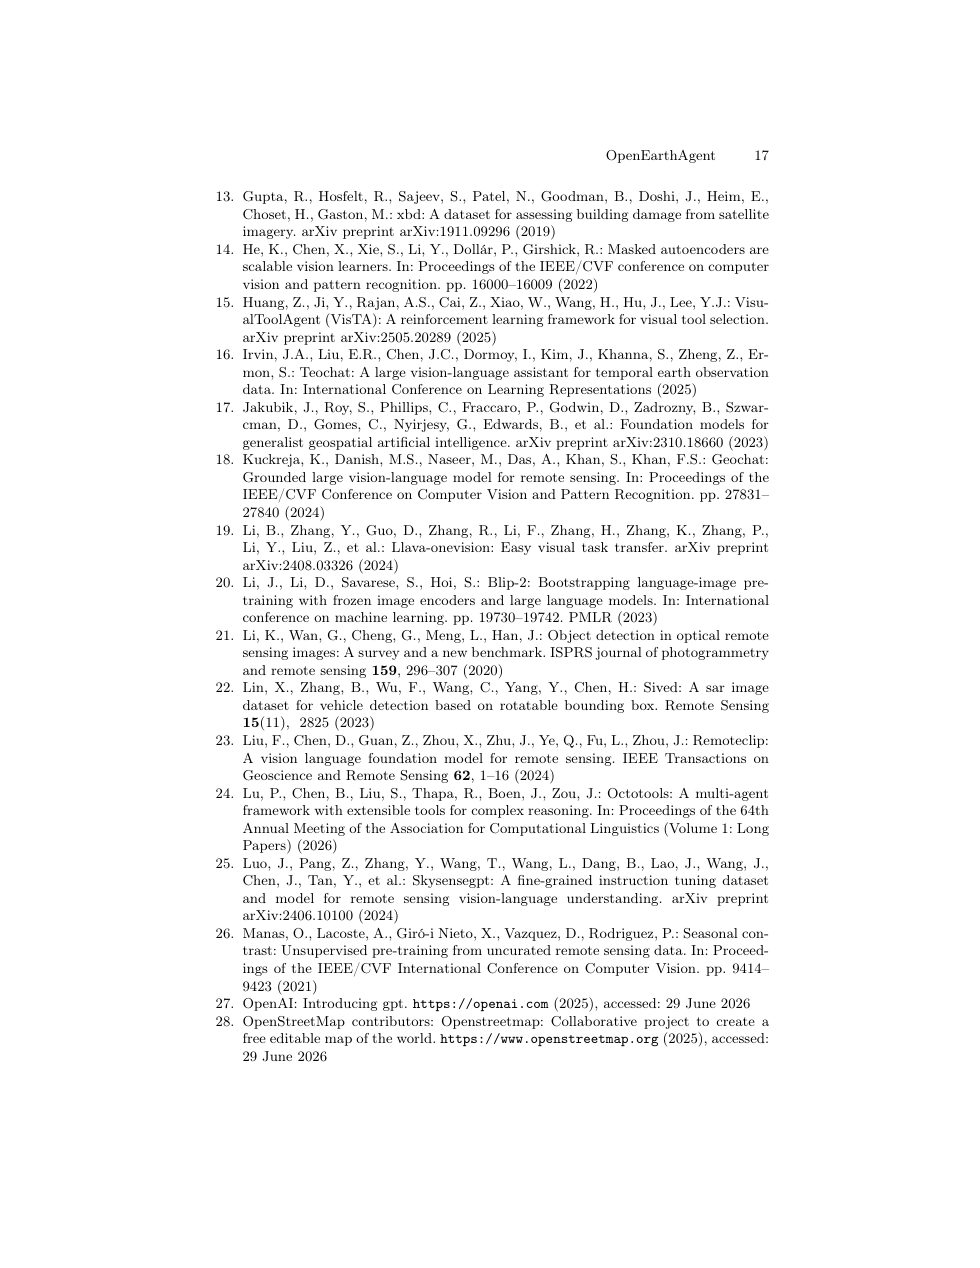 OpenEarthAgent 17
13. Gupta, R., Hosfelt, R., Sajeev, S., Patel, N., Goodman, B., Doshi, J., Heim, E.,
Choset, H., Gaston, M.: xbd: A dataset for assessing building damage from satellite
imagery. arXiv preprint arXiv:1911.09296 (2019)
14. He, K., Chen, X., Xie, S., Li, Y., Dollár, P., Girshick, R.: Masked autoencoders are
scalable vision learners. In: Proceedings of the IEEE/CVF conference on computer
vision and pattern recognition. pp. 16000–16009 (2022)
15. Huang, Z., Ji, Y., Rajan, A.S., Cai, Z., Xiao, W., Wang, H., Hu, J., Lee, Y.J.: Visu-
alToolAgent (VisTA): A reinforcement learning framework for visual tool selection.
arXiv preprint arXiv:2505.20289 (2025)
16. Irvin, J.A., Liu, E.R., Chen, J.C., Dormoy, I., Kim, J., Khanna, S., Zheng, Z., Er-
mon, S.: Teochat: A large vision-language assistant for temporal earth observation
data. In: International Conference on Learning Representations (2025)
17. Jakubik, J., Roy, S., Phillips, C., Fraccaro, P., Godwin, D., Zadrozny, B., Szwar-
cman, D., Gomes, C., Nyirjesy, G., Edwards, B., et al.: Foundation models for
generalist geospatial artificial intelligence. arXiv preprint arXiv:2310.18660 (2023)
18. Kuckreja, K., Danish, M.S., Naseer, M., Das, A., Khan, S., Khan, F.S.: Geochat:
Grounded large vision-language model for remote sensing. In: Proceedings of the
IEEE/CVF Conference on Computer Vision and Pattern Recognition. pp. 27831–
27840 (2024)
19. Li, B., Zhang, Y., Guo, D., Zhang, R., Li, F., Zhang, H., Zhang, K., Zhang, P.,
Li, Y., Liu, Z., et al.: Llava-onevision: Easy visual task transfer. arXiv preprint
arXiv:2408.03326 (2024)
20. Li, J., Li, D., Savarese, S., Hoi, S.: Blip-2: Bootstrapping language-image pre-
training with frozen image encoders and large language models. In: International
conference on machine learning. pp. 19730–19742. PMLR (2023)
21. Li, K., Wan, G., Cheng, G., Meng, L., Han, J.: Object detection in optical remote
sensing images: A survey and a new benchmark. ISPRS journal of photogrammetry
and remote sensing 159, 296–307 (2020)
22. Lin, X., Zhang, B., Wu, F., Wang, C., Yang, Y., Chen, H.: Sived: A sar image
dataset for vehicle detection based on rotatable bounding box. Remote Sensing
15(11), 2825 (2023)
23. Liu, F., Chen, D., Guan, Z., Zhou, X., Zhu, J., Ye, Q., Fu, L., Zhou, J.: Remoteclip:
A vision language foundation model for remote sensing. IEEE Transactions on
Geoscience and Remote Sensing 62, 1–16 (2024)
24. Lu, P., Chen, B., Liu, S., Thapa, R., Boen, J., Zou, J.: Octotools: A multi-agent
framework with extensible tools for complex reasoning. In: Proceedings of the 64th
Annual Meeting of the Association for Computational Linguistics (Volume 1: Long
Papers) (2026)
25. Luo, J., Pang, Z., Zhang, Y., Wang, T., Wang, L., Dang, B., Lao, J., Wang, J.,
Chen, J., Tan, Y., et al.: Skysensegpt: A fine-grained instruction tuning dataset
and model for remote sensing vision-language understanding. arXiv preprint
arXiv:2406.10100 (2024)
26. Manas, O., Lacoste, A., Giró-i Nieto, X., Vazquez, D., Rodriguez, P.: Seasonal con-
trast: Unsupervised pre-training from uncurated remote sensing data. In: Proceed-
ings of the IEEE/CVF International Conference on Computer Vision. pp. 9414–
9423 (2021)
27. OpenAI: Introducing gpt. https://openai.com (2025), accessed: 29 June 2026
28. OpenStreetMap contributors: Openstreetmap: Collaborative project to create a
free editable map of the world. https://www.openstreetmap.org (2025), accessed:
29 June 2026